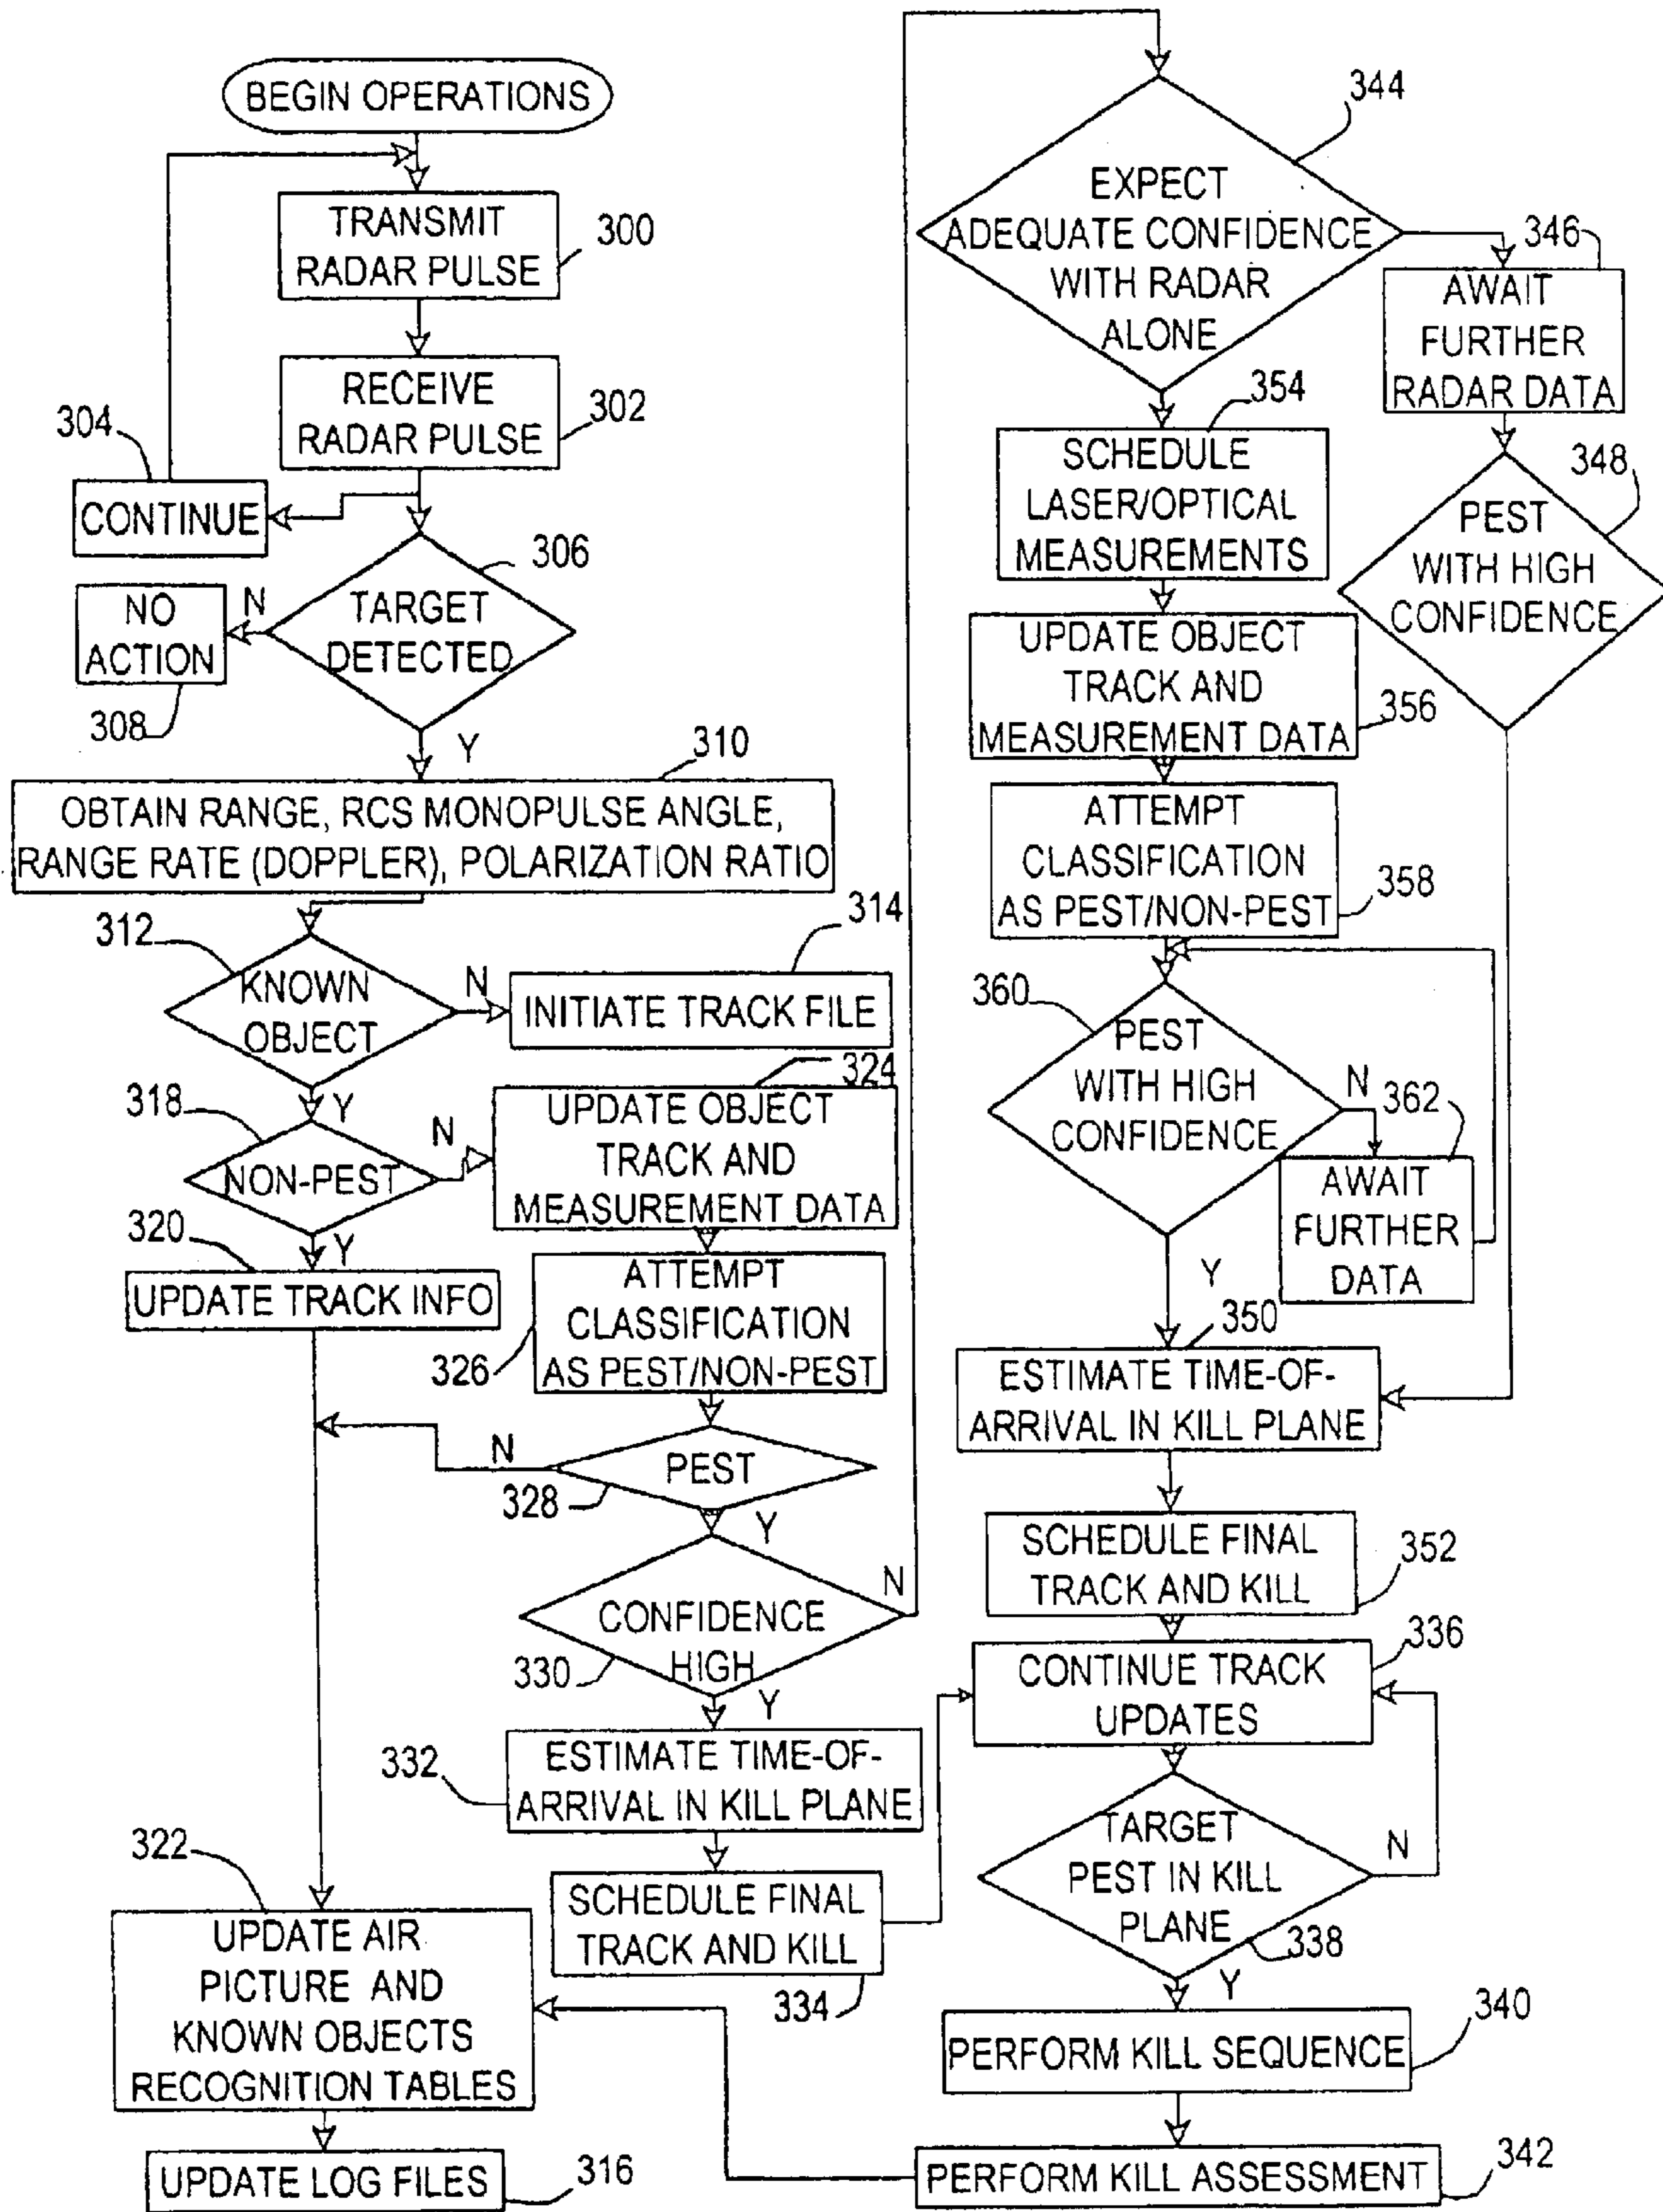 BEGIN OPERATIONS
TRANSMIT
RADAR PULSE
300
RECEIVE
RADAR PULSE
302
304
CONTINUE
306
TARGET
DETECTED
N
NO
ACTION
308
Y
310
OBTAIN RANGE, RCS MONOPULSE ANGLE,
RANGE RATE (DOPPLER), POLARIZATION RATIO
312
KNOWN
OBJECT
N
314
INITIATE TRACK FILE
Y
318
NON-PEST
N
324
UPDATE OBJECT
TRACK AND
MEASUREMENT DATA
320
Y
UPDATE TRACK INFO
ATTEMPT
CLASSIFICATION
AS PEST/NON-PEST
326
N
PEST
328
Y
CONFIDENCE
HIGH
N
330
Y
332
ESTIMATE TIME-OF-
ARRIVAL IN KILL PLANE
SCHEDULE FINAL
TRACK AND KILL
334
322
UPDATE AIR
PICTURE AND
KNOWN OBJECTS
RECOGNITION TABLES
UPDATE LOG FILES
316
344
EXPECT
ADEQUATE CONFIDENCE
WITH RADAR
ALONE
346
AWAIT
FURTHER
RADAR DATA
348
PEST
WITH HIGH
CONFIDENCE
354
SCHEDULE
LASER/OPTICAL
MEASUREMENTS
UPDATE OBJECT
TRACK AND
MEASUREMENT DATA
356
ATTEMPT
CLASSIFICATION
AS PEST/NON-PEST
358
360
PEST
WITH HIGH
CONFIDENCE
N
362
AWAIT
FURTHER
DATA
Y
350
ESTIMATE TIME-OF-
ARRIVAL IN KILL PLANE
SCHEDULE FINAL
TRACK AND KILL
352
336
CONTINUE TRACK
UPDATES
TARGET
PEST IN KILL
PLANE
N
338
Y
340
PERFORM KILL SEQUENCE
PERFORM KILL ASSESSMENT
342